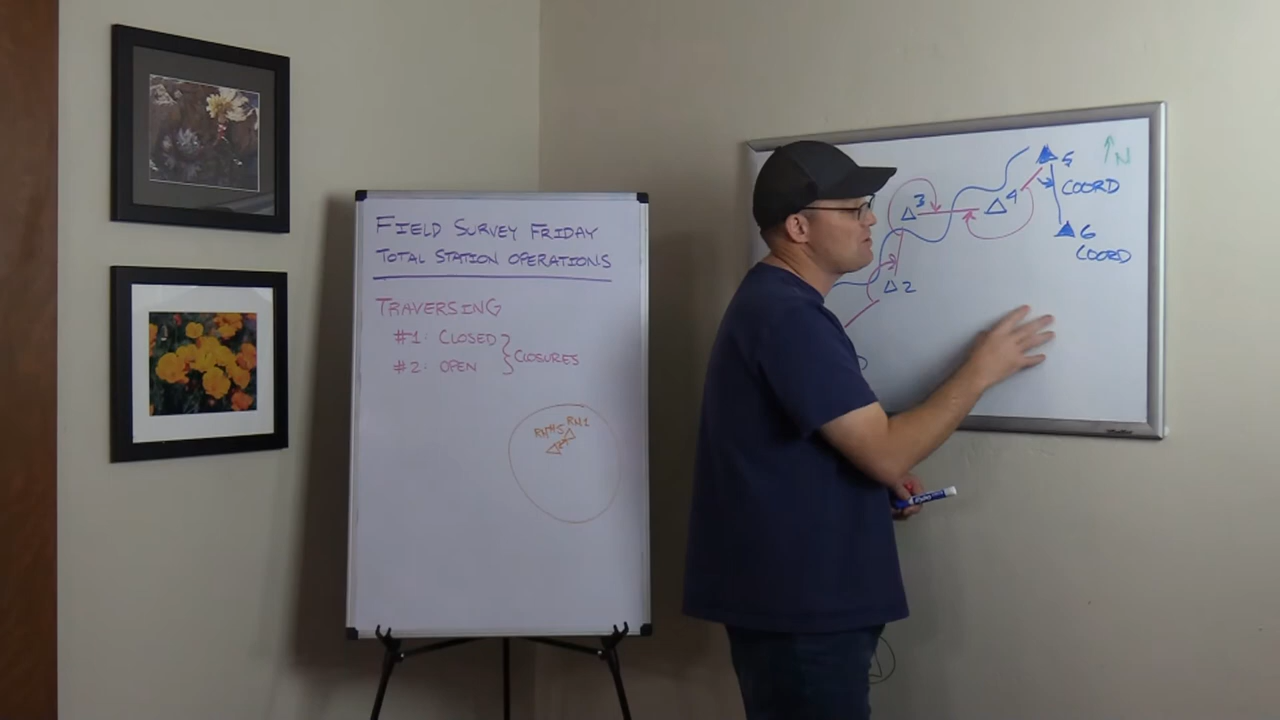 FIELD SURVEY FRIDAY
TOTAL STATION OPERATIONS
TRAVERSING
#1: CLOSED
#2: OPEN
CLOSURES
RM1
N
5
COORD
3
4
6
COORD
2